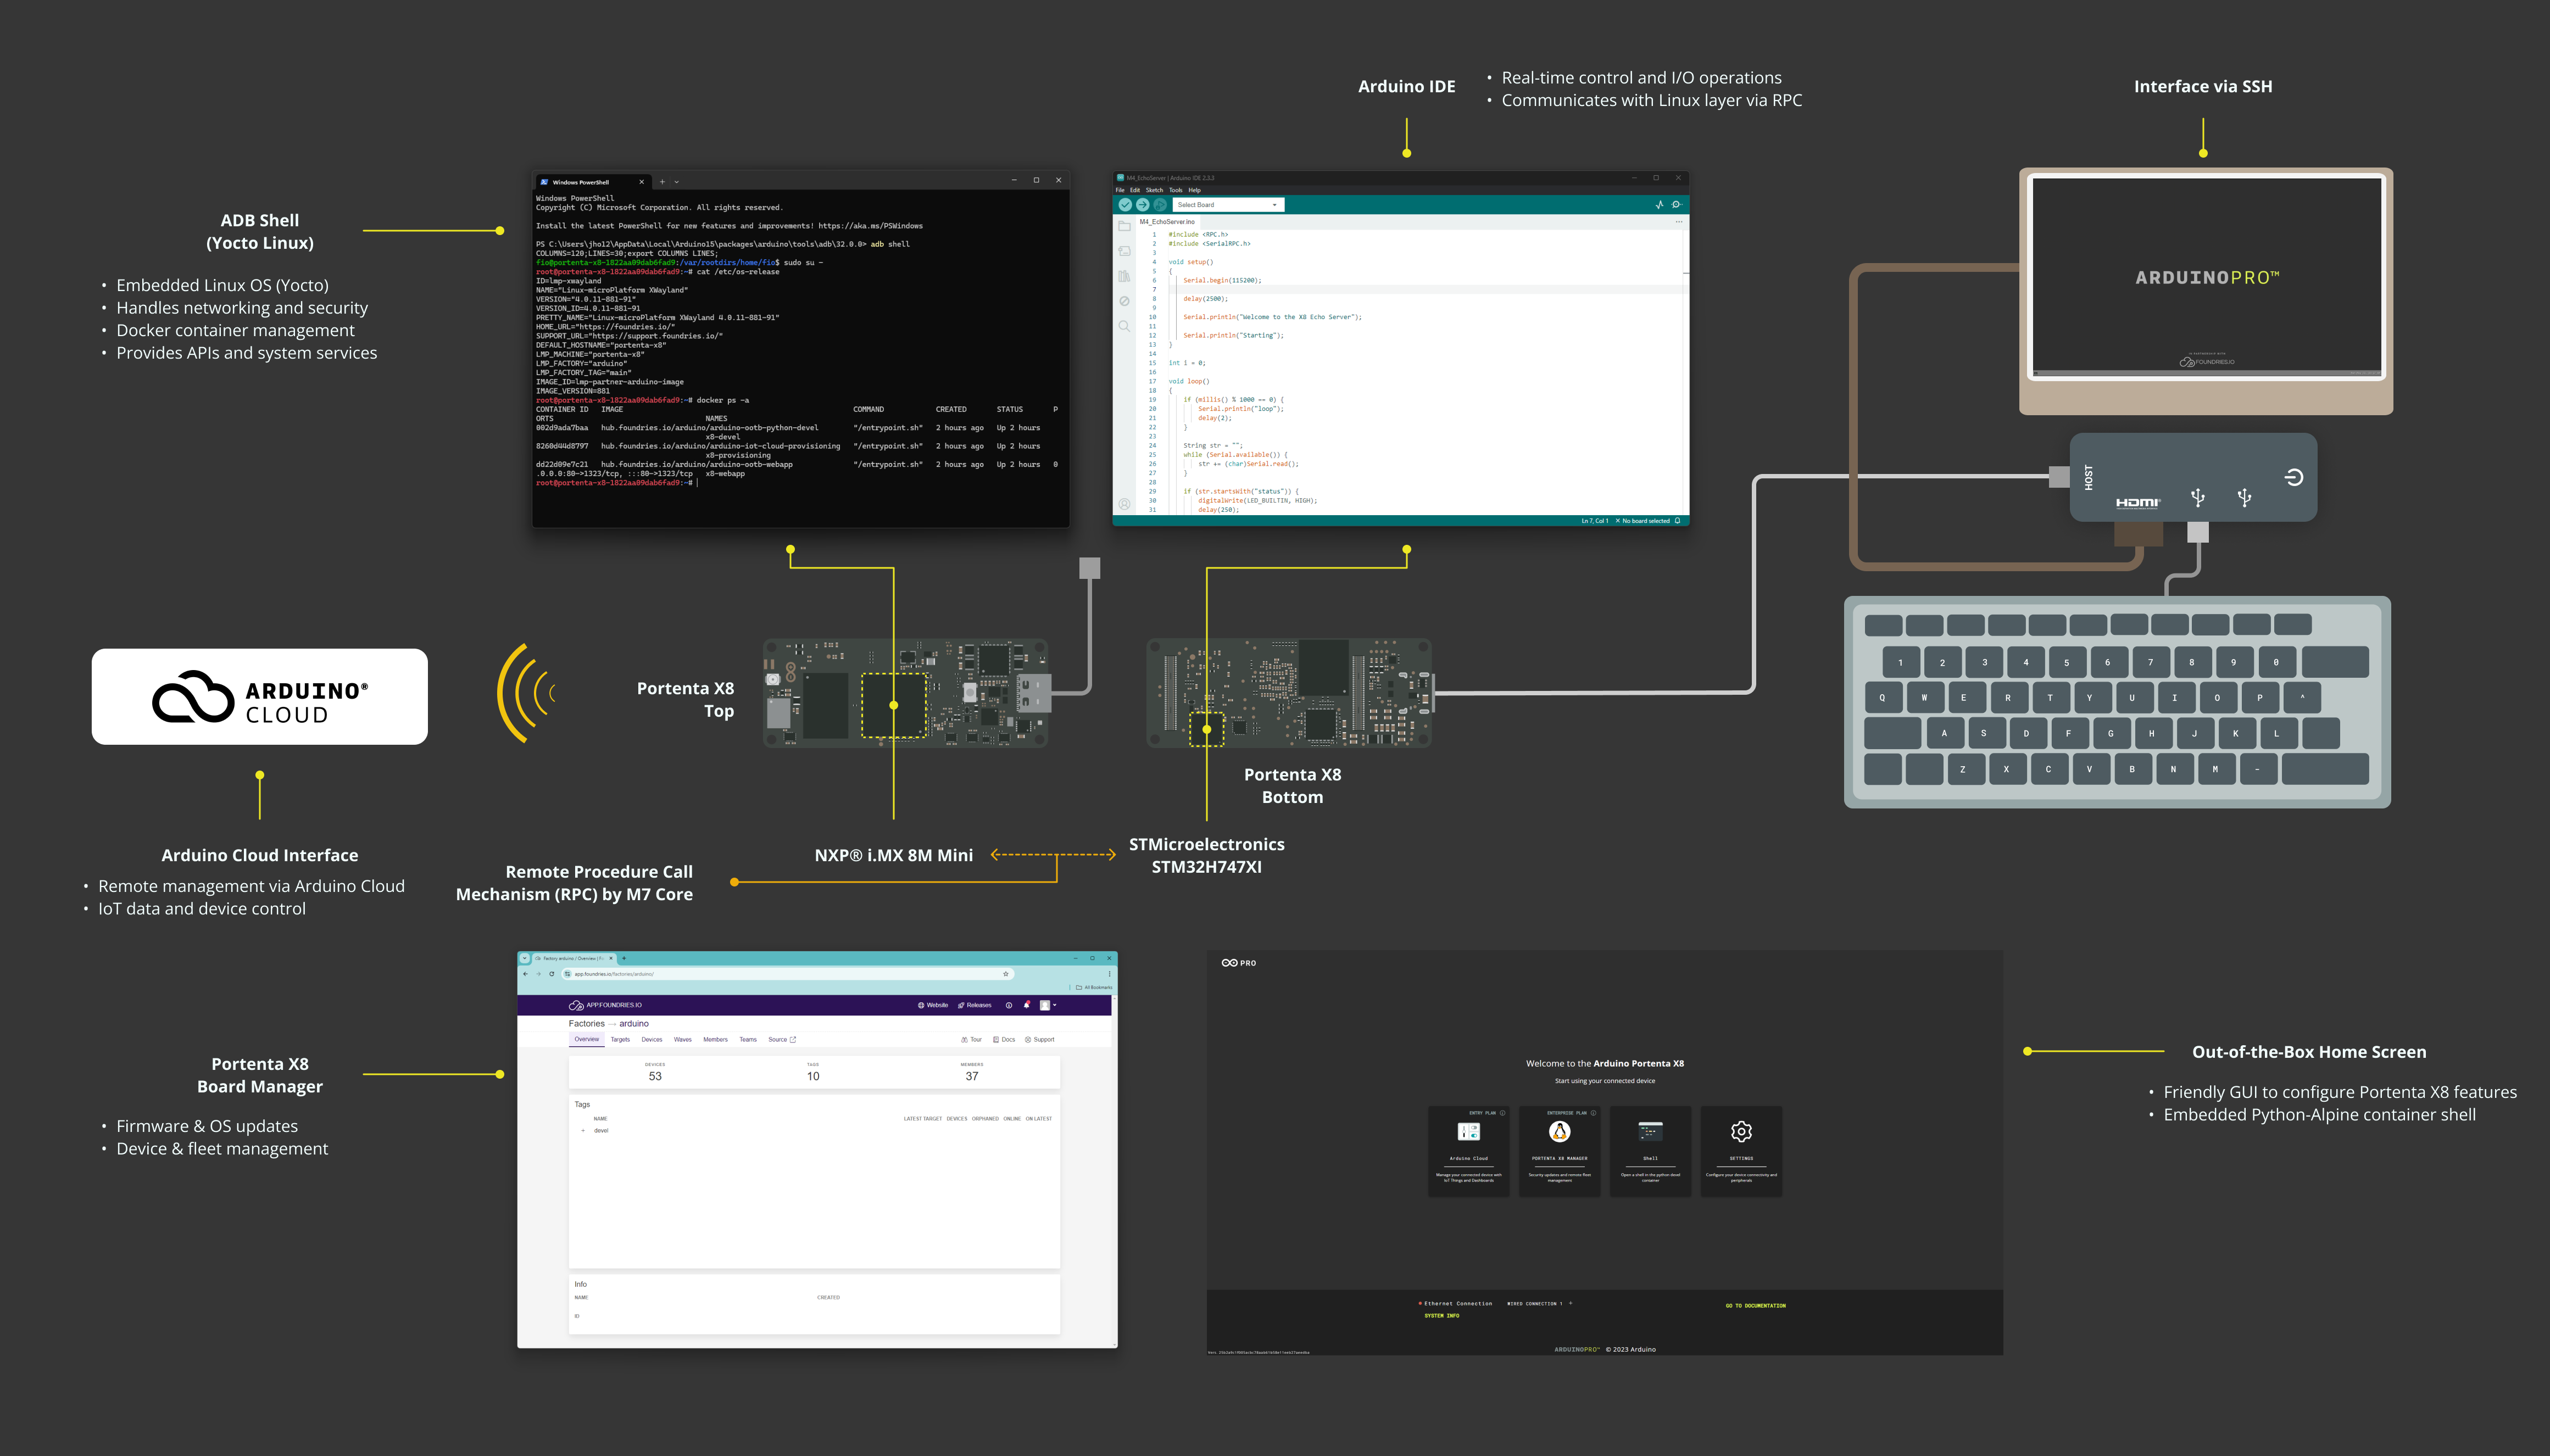 Arduino IDE
• Real-time control and I/O operations
• Communicates with Linux layer via RPC
Interface via SSH
ADB Shell
(Yocto Linux)
• Embedded Linux OS (Yocto)
• Handles networking and security
• Docker container management
• Provides APIs and system services
Windows PowerShell
Windows PowerShell
Copyright (C) Microsoft Corporation. All rights reserved.
Install the latest PowerShell for new features and improvements! https://aka.ms/PSWindows
PS C:\Users\jho12\AppData\Local\Arduino15\packages\arduino\tools\adb\32.0.0> adb shell
COLUMNS=120;LINES=30;export COLUMNS LINES;
fio@portenta-x8-1822aa09dab6fad9:/var/rootdirs/home/fio$ sudo su -
root@portenta-x8-1822aa09dab6fad9:~# cat /etc/os-release
ID=lmp-xwayland
NAME="Linux-microPlatform XWayland"
VERSION="4.0.11-881-91"
VERSION_ID=4.0.11-881-91
PRETTY_NAME="Linux-microPlatform XWayland 4.0.11-881-91"
HOME_URL="https://foundries.io/"
SUPPORT_URL="https://support.foundries.io/"
DEFAULT_HOSTNAME="portenta-x8"
LMP_MACHINE="portenta-x8"
LMP_FACTORY="arduino"
LMP_FACTORY_TAG="main"
IMAGE_ID=lmp-partner-arduino-image
IMAGE_VERSION=881
root@portenta-x8-1822aa09dab6fad9:~# docker ps -a
CONTAINER ID IMAGE COMMAND CREATED STATUS P
ORTS NAMES
002d9ada7baa hub.foundries.io/arduino/arduino-ootb-python-devel "/entrypoint.sh" 2 hours ago Up 2 hours
x8-devel
8260d44d8797 hub.foundries.io/arduino/arduino-iot-cloud-provisioning "/entrypoint.sh" 2 hours ago Up 2 hours
x8-provisioning
dd22d09e7c21 hub.foundries.io/arduino/arduino-ootb-webapp "/entrypoint.sh" 2 hours ago Up 2 hours 0
.0.0.0:80->1323/tcp, :::80->1323/tcp x8-webapp
root@portenta-x8-1822aa09dab6fad9:~#
M4_EchoServer | Arduino IDE 2.3.2
File Edit Sketch Tools Help
Select Board
M4_EchoServer.ino
1 #include <RPC.h>
2 #include <SerialRPC.h>
3
4 void setup()
5 {
6 Serial.begin(115200);
7
8 delay(2500);
9
10 Serial.println("Welcome to the X8 Echo Server");
11
12 Serial.println("Starting");
13 }
14
15 int i = 0;
16
17 void loop()
18 {
19 if (millis() % 1000 == 0) {
20 Serial.println("loop");
21 delay(2);
22 }
23
24 String str = "";
25 while (Serial.available()) {
26 str += (char)Serial.read();
27 }
28
29 if (str.startsWith("status")) {
30 digitalWrite(LED_BUILTIN, HIGH);
31 delay(250);
Ln 7, Col 1 × No board selected
ARDUINOPRO™
IN PARTNERSHIP WITH
FOUNDRIES.IO
HOST
HDMI®
1 2 3 4 5 6 7 8 9 0
Q W E R T Y U I O P ^
A S D F G H J K L
Z X C V B N M -
ARDUINO®
CLOUD
Portenta X8
Top
Portenta X8
Bottom
Arduino Cloud Interface
• Remote management via Arduino Cloud
• IoT data and device control
NXP® i.MX 8M Mini
STMicroelectronics
STM32H747XI
Remote Procedure Call
Mechanism (RPC) by M7 Core
Portenta X8
Board Manager
• Firmware & OS updates
• Device & fleet management
Factory arduino / Overview | F
app.foundries.io/factories/arduino/
All Bookmarks
APP.FOUNDRIES.IO
Website Releases
Factories → arduino
Overview Targets Devices Waves Members Teams Source
Tour Docs Support
DEVICES TAGS MEMBERS
53 10 37
Tags
NAME LATEST TARGET DEVICES ORPHANED ONLINE ON LATEST
+ devel
Info
NAME CREATED
ID
PRO
Welcome to the Arduino Portenta X8
Start using your connected device
ENTRY PLAN
Arduino Cloud
Manage your connected device with
IoT Things and Dashboards
ENTERPRISE PLAN
PORTENTA X8 MANAGER
Security updates and remote fleet
management
Shell
Open a shell in the python-devel
container
SETTINGS
Configure your device connectivity and
peripherals
Ethernet Connection WIRED CONNECTION 1 +
SYSTEM INFO
GO TO DOCUMENTATION
ARDUINOPRO™ © 2023 Arduino
Out-of-the-Box Home Screen
• Friendly GUI to configure Portenta X8 features
• Embedded Python-Alpine container shell